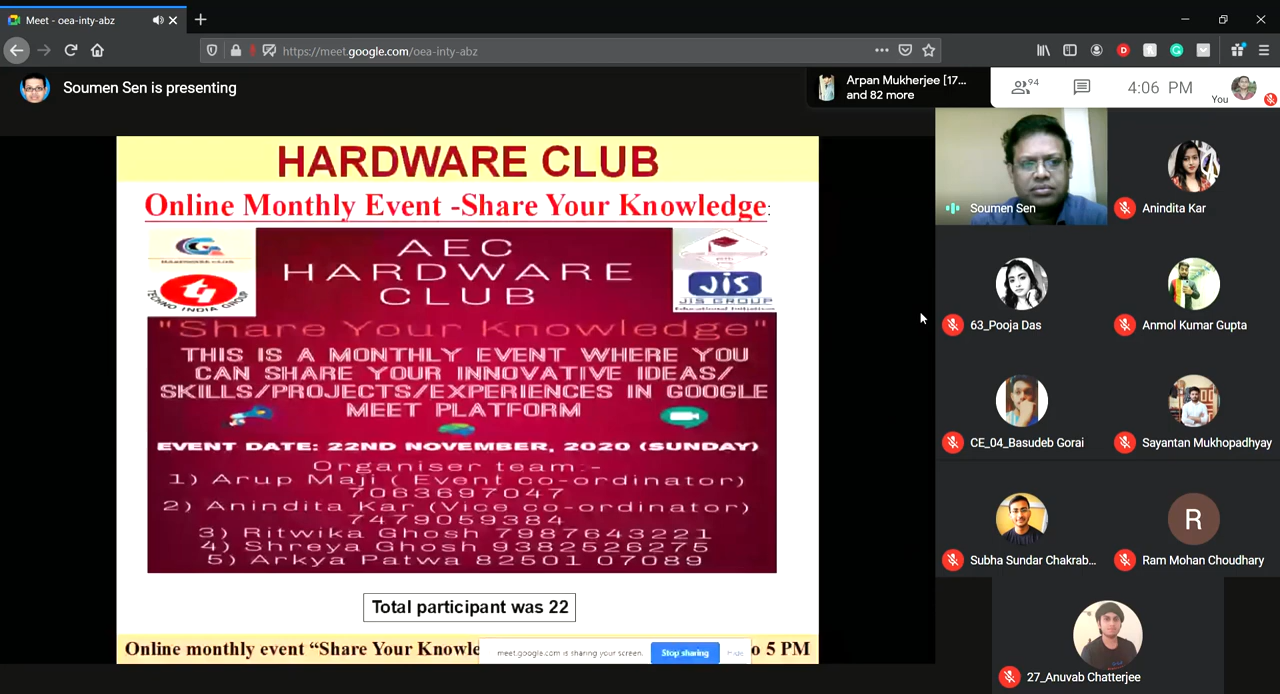 Meet - oea-inty-abz
https://meet.google.com/oea-inty-abz
Soumen Sen is presenting
Arpan Mukherjee [17...
and 82 more
94
4:06 PM
You
HARDWARE CLUB
Online Monthly Event -Share Your Knowledge:
AEC
HARDWARE
CLUB
TECHNO INDIA GROUP
JIS
JIS GROUP
Educational Initiatives
"Share Your Knowledge"
THIS IS A MONTHLY EVENT WHERE YOU
CAN SHARE YOUR INNOVATIVE IDEAS/
SKILLS/PROJECTS/EXPERIENCES IN GOOGLE
MEET PLATFORM
EVENT DATE: 22ND NOVEMBER, 2020 (SUNDAY)
Organiser team:-
1) Arup Maji ( Event co-ordinator)
7063697047
2) Anindita Kar (Vice co-ordinator)
7479059384
3) Ritwika Ghosh 7987643221
4) Shreya Ghosh 9382526275
5) Arkya Patwa 82501 07089
Total participant was 22
Online monthly event “Share Your Knowle
meet.google.com is sharing your screen.
Stop sharing
Hide
o 5 PM
Soumen Sen
Anindita Kar
63_Pooja Das
Anmol Kumar Gupta
CE_04_Basudeb Gorai
Sayantan Mukhopadhyay
Subha Sundar Chakrab...
R
Ram Mohan Choudhary
27_Anuvab Chatterjee